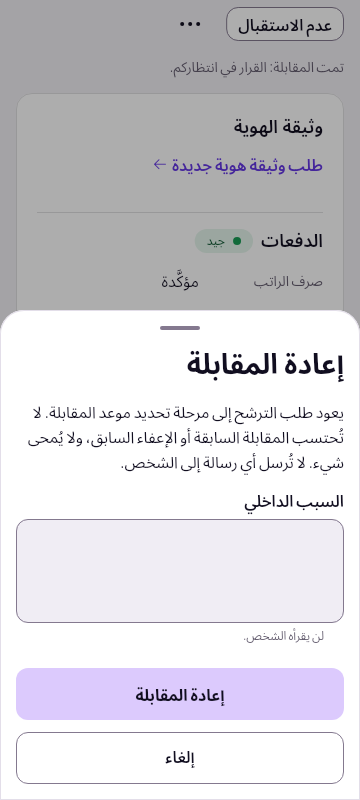 عدم الاستقبال
تمت المقابلة: القرار في انتظاركم.
وثيقة الهوية
طلب وثيقة هوية جديدة ←
الدفعات جيد
صرف الراتب مؤكَّدة
إعادة المقابلة
يعود طلب الترشح إلى مرحلة تحديد موعد المقابلة. لا
تُحتسب المقابلة السابقة أو الإعفاء السابق، ولا يُمحى
شيء. لا تُرسل أي رسالة إلى الشخص.
السبب الداخلي
لن يقرأه الشخص.
إعادة المقابلة
إلغاء